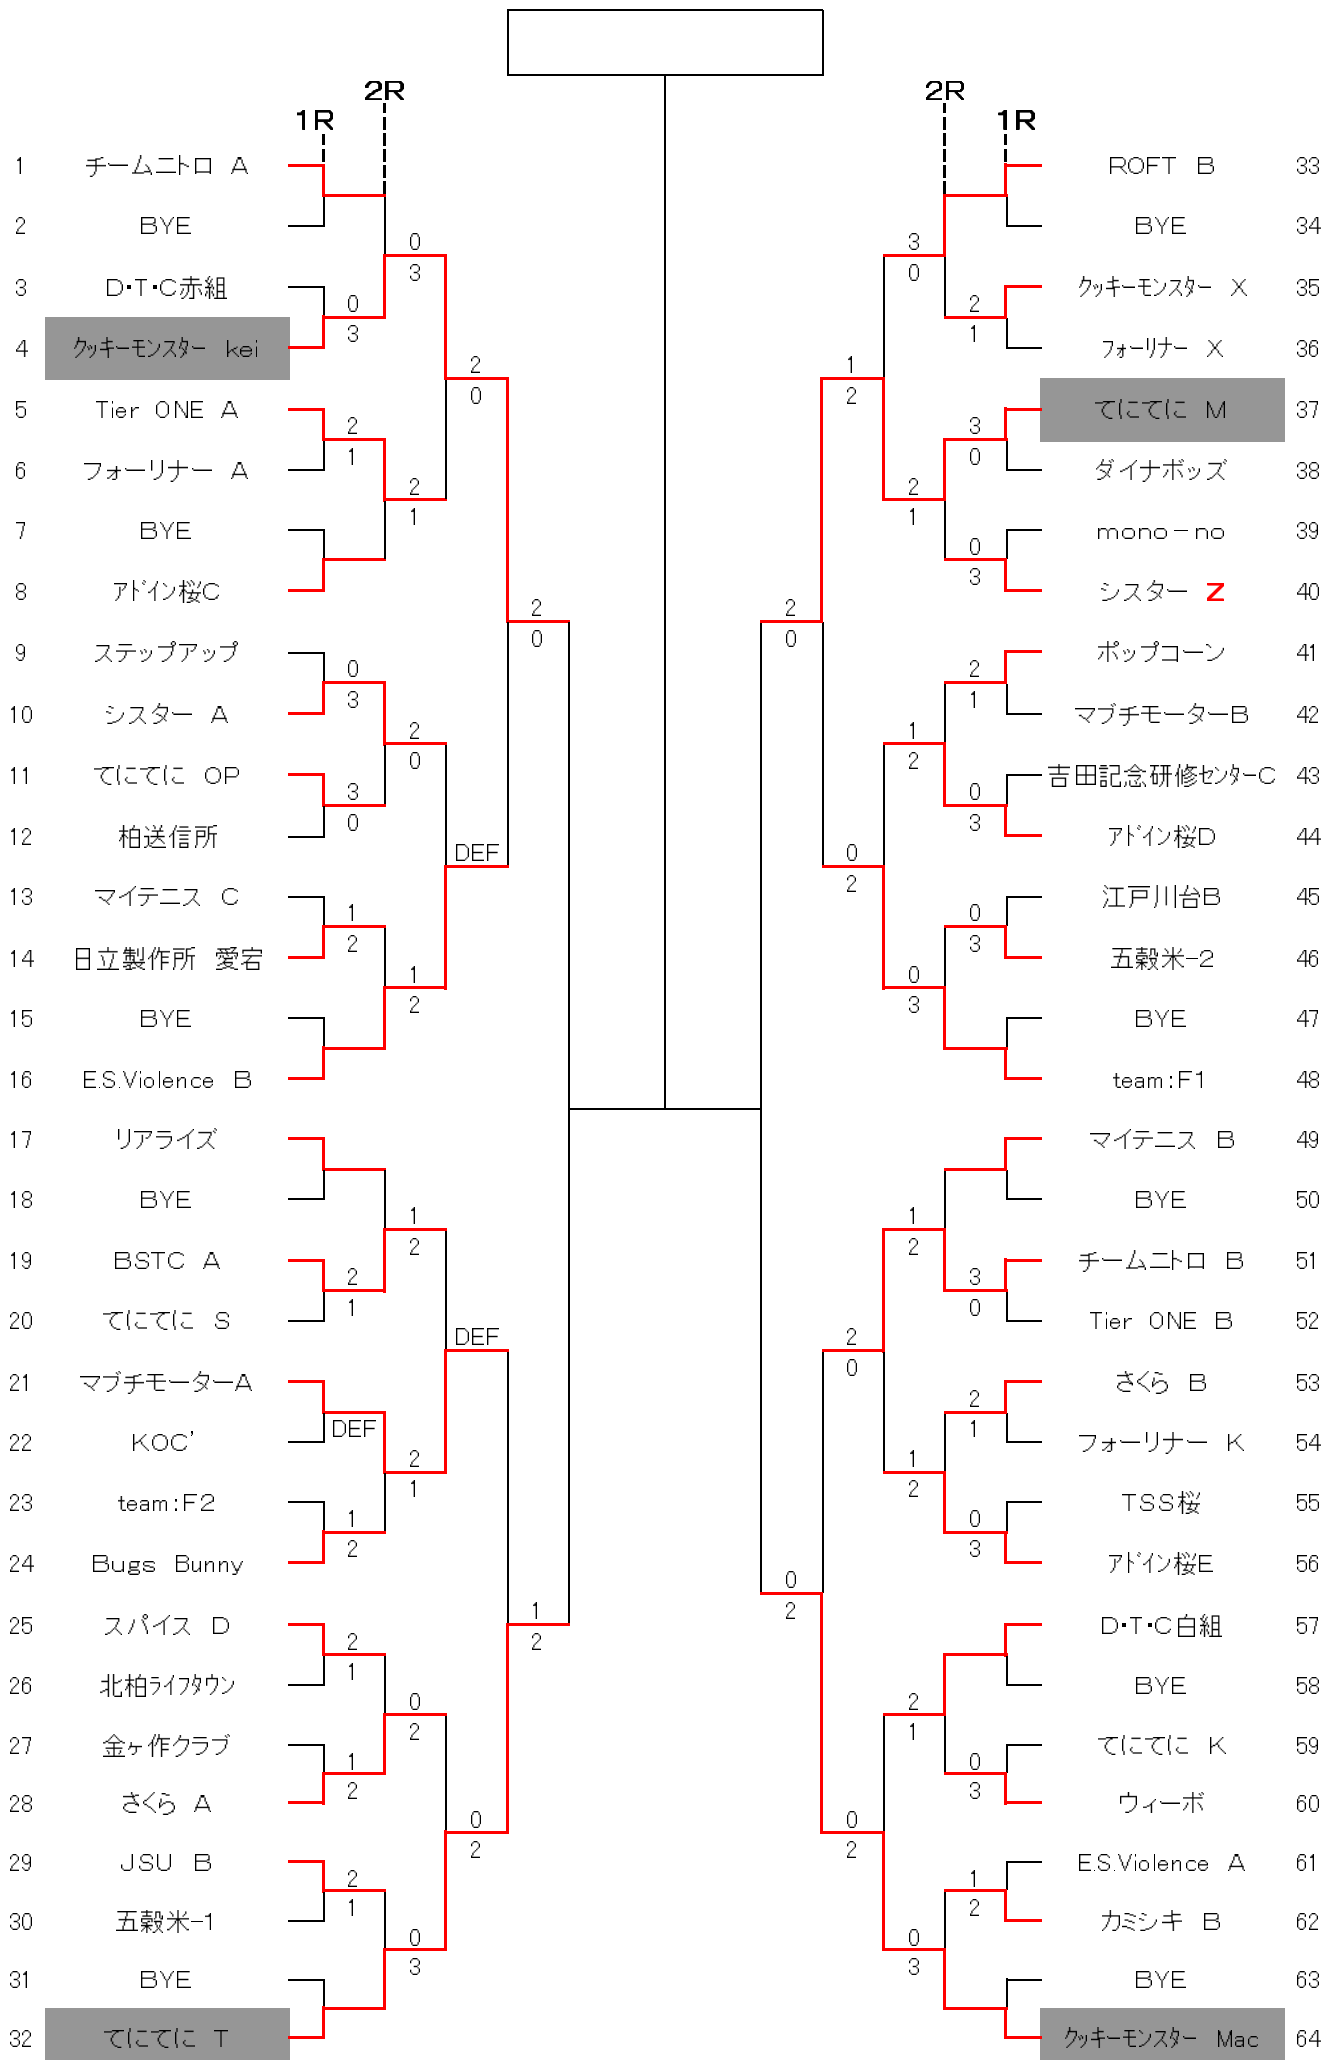 2R
1R
2R
1R
1 チームニトロ A
2 BYE
0
3
3 D・T・C赤組
0
3
4 クッキーモンスター kei
2
0
5 Tier ONE A
2
1
6 フォーリナー A
2
1
7 BYE
8 アドイン桜C
2
0
9 ステップアップ
0
3
10 シスター A
2
0
11 てにてに OP
3
0
12 柏送信所
DEF
13 マイテニス C
1
2
14 日立製作所 愛宕
1
2
15 BYE
16 E.S.Violence B
17 リアライズ
18 BYE
1
2
19 BSTC A
2
1
20 てにてに S
DEF
21 マブチモーターA
DEF
22 KOC'
2
1
23 team:F2
1
2
24 Bugs Bunny
1
2
25 スパイス D
2
1
26 北柏ライフタウン
0
2
27 金ヶ作クラブ
1
2
28 さくら A
0
2
29 JSU B
2
1
30 五穀米-1
0
3
31 BYE
32 てにてに T
ROFT B 33
BYE 34
3
0
クッキーモンスター X 35
2
1
フォーリナー X 36
1
2
てにてに M 37
3
0
ダイナボッズ 38
2
1
mono-no 39
0
3
シスター Z 40
2
0
ポップコーン 41
2
1
マブチモーターB 42
1
2
吉田記念研修センターC 43
0
3
アドイン桜D 44
0
2
江戸川台B 45
0
3
五穀米-2 46
0
3
BYE 47
team:F1 48
マイテニス B 49
BYE 50
1
2
チームニトロ B 51
3
0
Tier ONE B 52
2
0
さくら B 53
2
1
フォーリナー K 54
1
2
TSS桜 55
0
3
アドイン桜E 56
0
2
D・T・C白組 57
BYE 58
2
1
てにてに K 59
0
3
ウィーボ 60
0
2
E.S.Violence A 61
1
2
カミシキ B 62
0
3
BYE 63
クッキーモンスター Mac 64